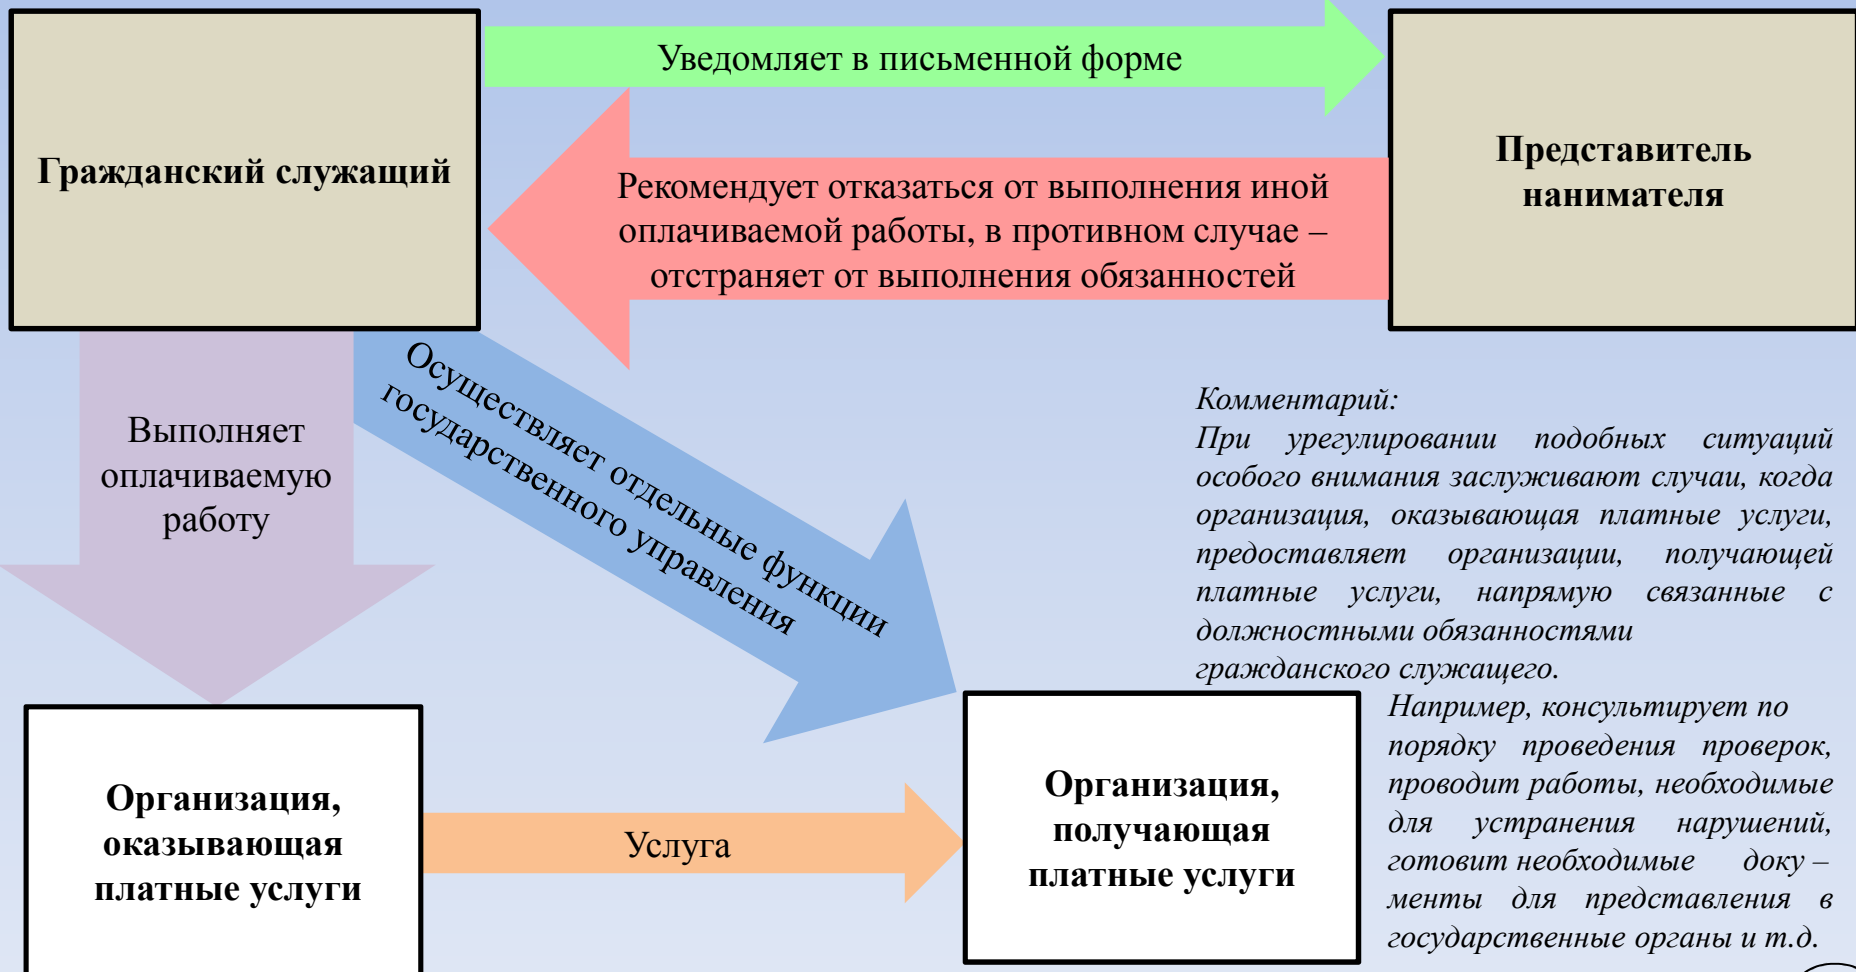 Уведомляет в письменной форме
Гражданский служащий
Представитель
нанимателя
Рекомендует отказаться от выполнения иной
оплачиваемой работы, в противном случае –
отстраняет от выполнения обязанностей
Выполняет
оплачиваемую
работу
Осуществляет отдельные функции
государственного управления
Комментарий:
При урегулировании подобных ситуаций
особого внимания заслуживают случаи, когда
организация, оказывающая платные услуги,
предоставляет организации, получающей
платные услуги, напрямую связанные с
должностными обязанностями
гражданского служащего.
Например, консультирует по
порядку проведения проверок,
проводит работы, необходимые
для устранения нарушений,
готовит необходимые доку –
менты для представления в
государственные органы и т.д.
Организация,
оказывающая
платные услуги
Услуга
Организация,
получающая
платные услуги